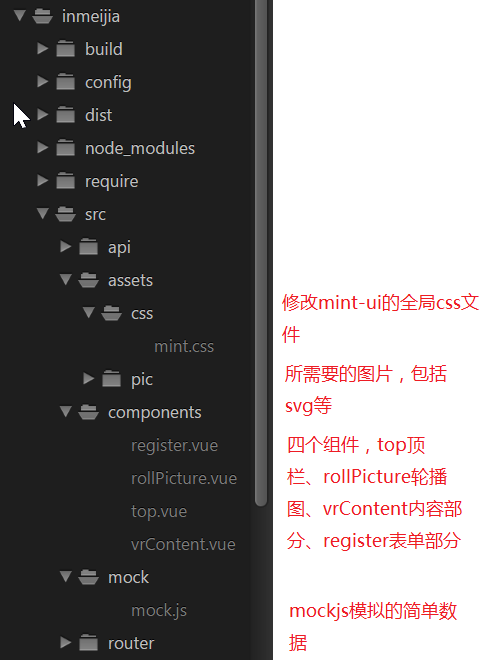 inmeijia
build
config
dist
node_modules
require
src
api
assets
css
mint.css
pic
components
register.vue
rollPicture.vue
top.vue
vrContent.vue
mock
mock.js
router
修改mint-ui的全局css文
件
所需要的图片，包括
svg等
四个组件，top顶
栏、rollPicture轮播
图、vrContent内容部
分、register表单部分
mockjs模拟的简单数
据